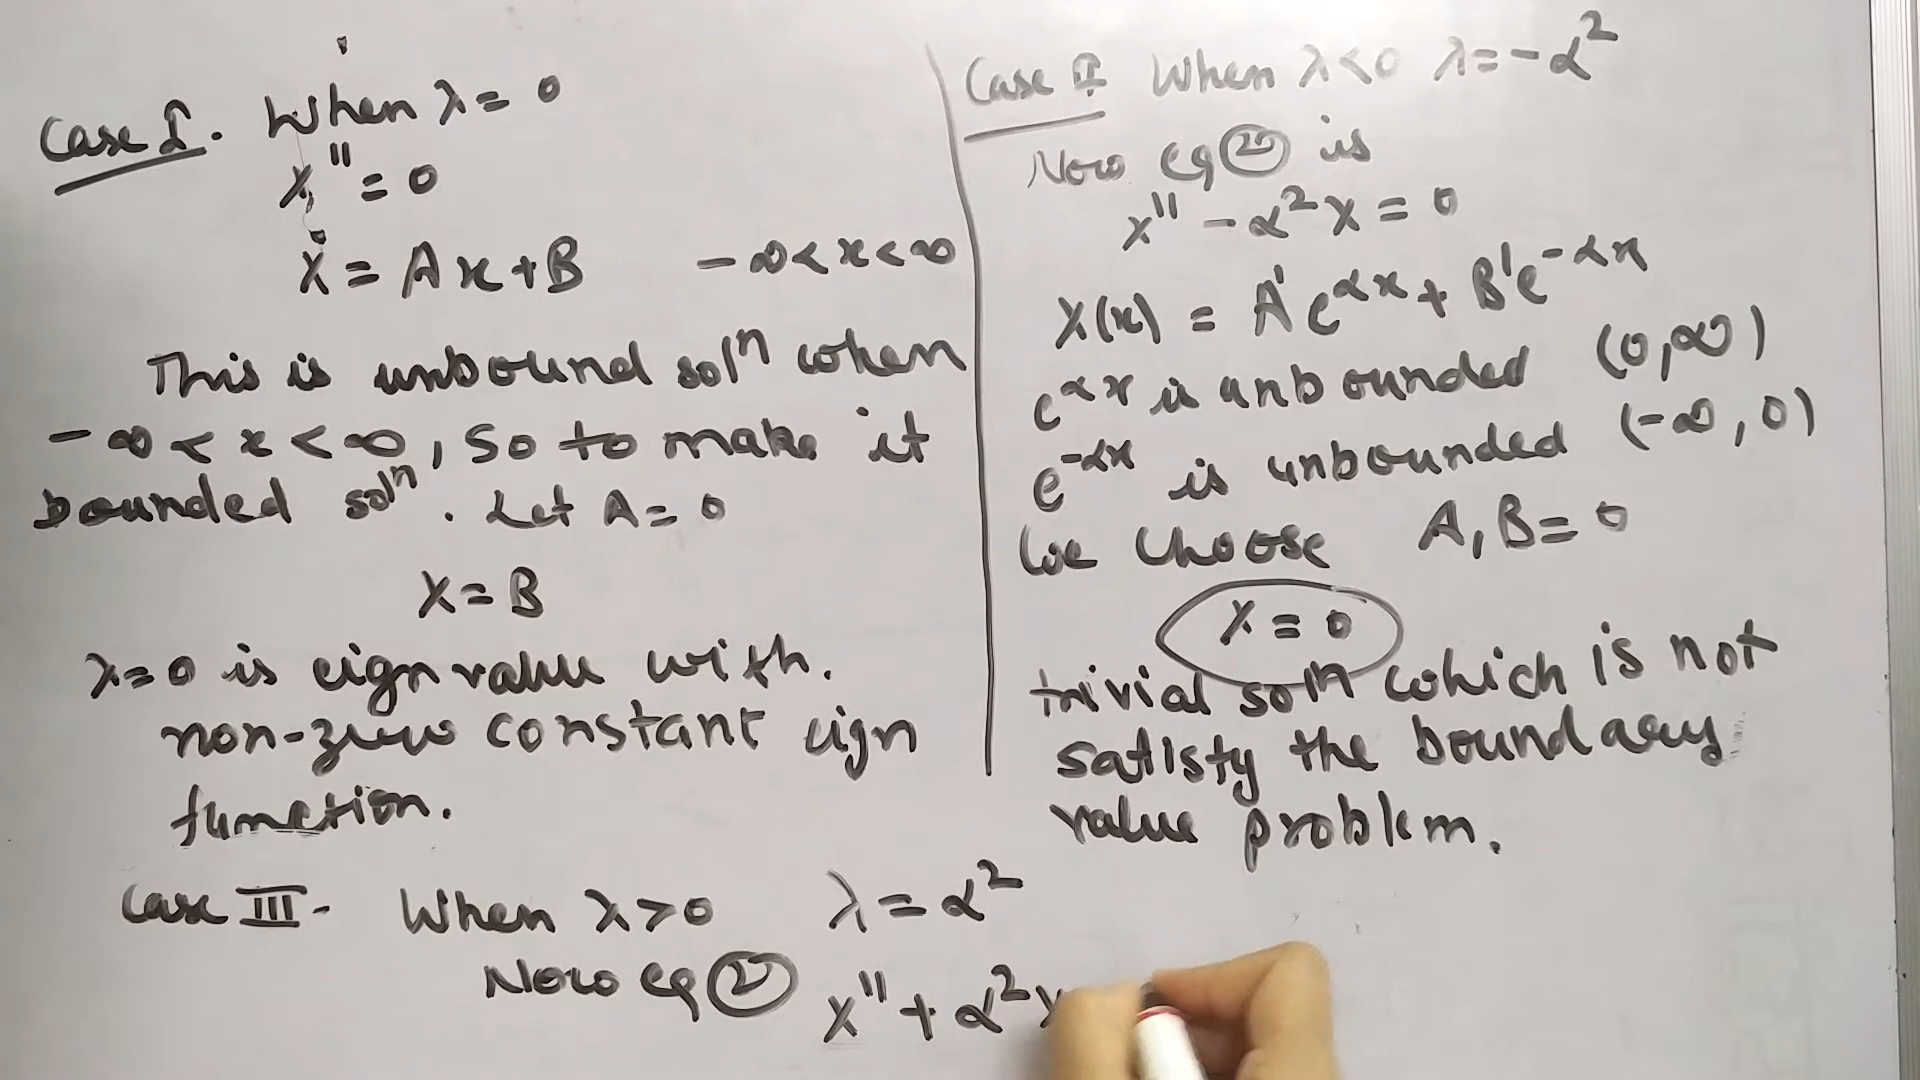 Case I. When λ = 0
X'' = 0
X = Ax + B   -∞ < x < ∞
This is unbound solⁿ when
-∞ < x < ∞, So to make it
bounded solⁿ. Let A = 0
X = B
λ = 0 is eign value with.
non-zero constant eign
function.
Case II When λ < 0 λ = -α²
Now eq ② is
X'' - α²X = 0
X(x) = A'e^{αx} + B'e^{-αx}
e^{αx} is unbounded (0, ∞)
e^{-αx} is unbounded (-∞, 0)
We choose A, B = 0
X = 0
trivial solⁿ which is not
satisfy the boundary
value problem.
Case III - When λ > 0   λ = α²
Now eq ② X'' + α²X